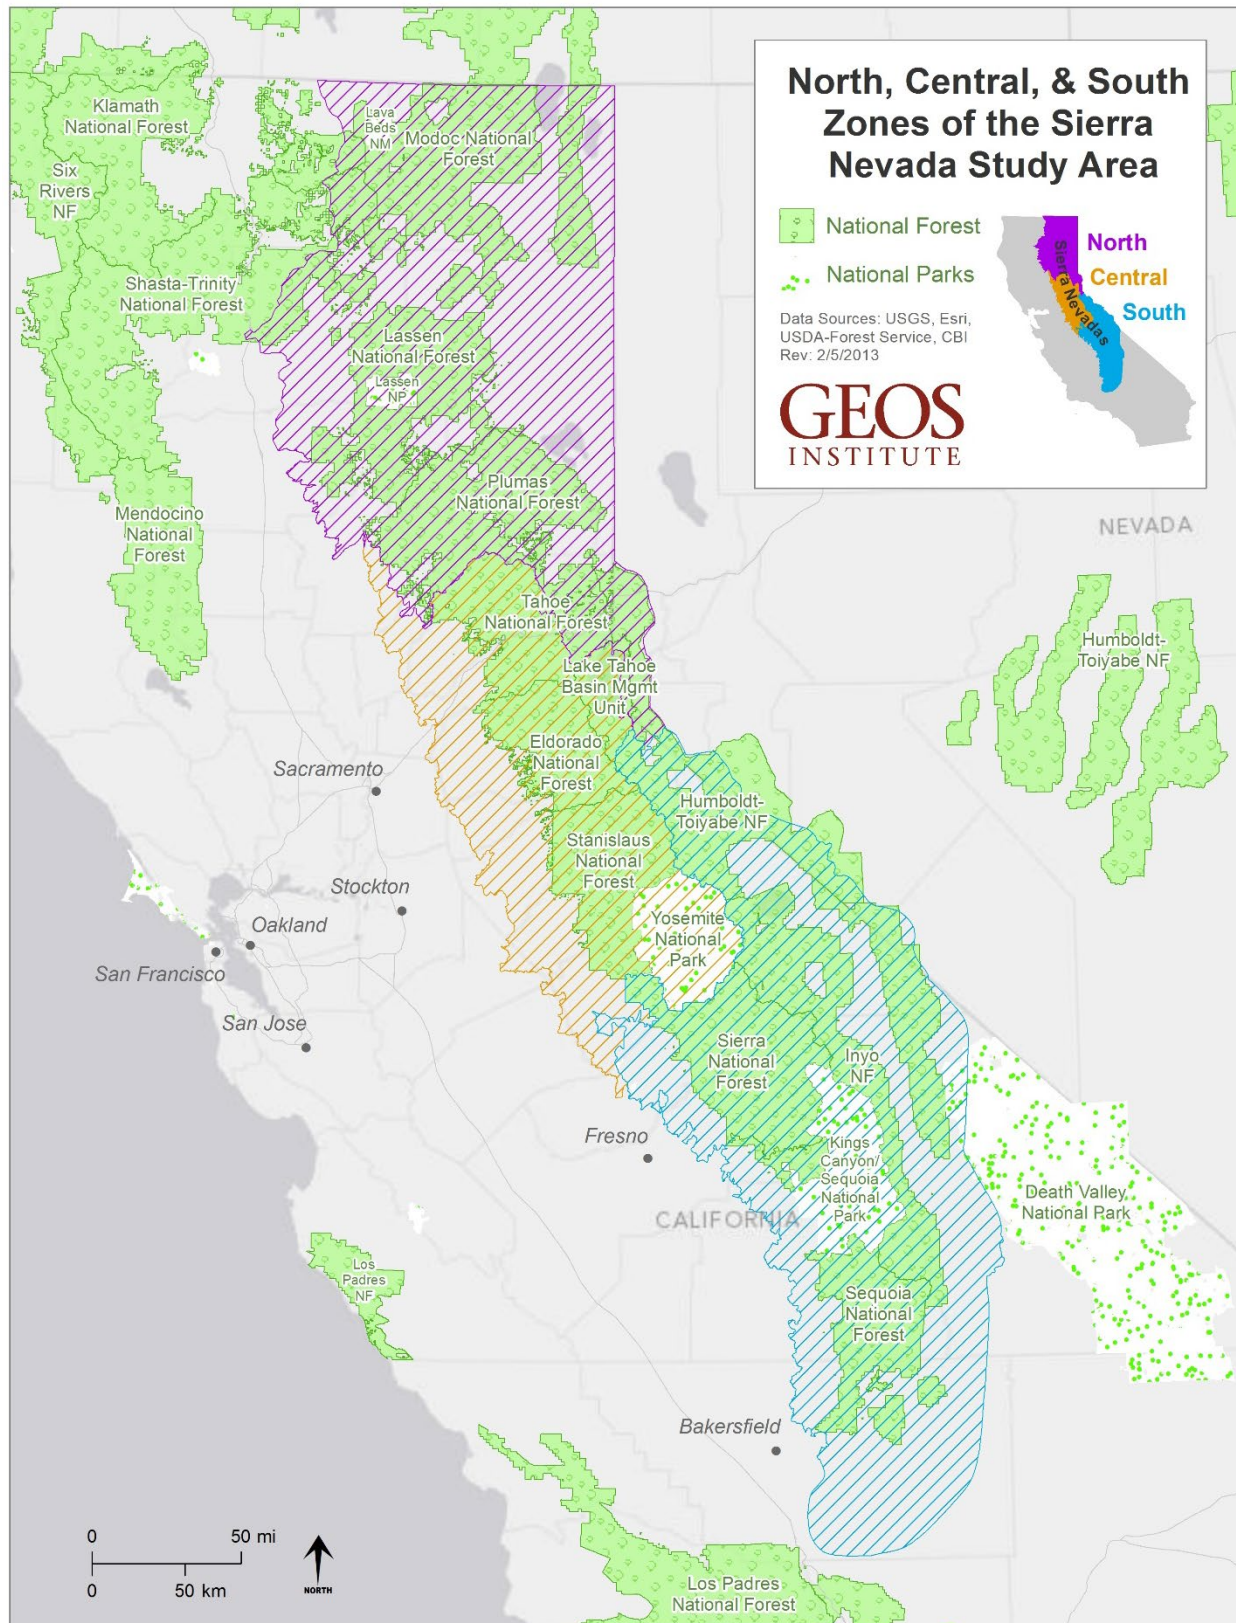 North, Central, & South
Zones of the Sierra
Nevada Study Area
National Forest
National Parks
Data Sources: USGS, Esri,
USDA-Forest Service, CBI
Rev: 2/5/2013
GEOS
INSTITUTE
Sierra Nevadas
North
Central
South
Klamath
National Forest
Lava
Beds
NM
Modoc National
Forest
Six
Rivers
NF
Shasta-Trinity
National Forest
Lassen
National Forest
Lassen
NP
Plumas
National Forest
Mendocino
National
Forest
NEVADA
Tahoe
National Forest
Humboldt-
Toiyabe NF
Lake Tahoe
Basin Mgmt
Unit
Eldorado
National
Forest
Sacramento
Humboldt-
Toiyabe NF
Stanislaus
National
Forest
Stockton
Oakland
Yosemite
National
Park
San Francisco
San Jose
Sierra
National
Forest
Inyo
NF
Fresno
Kings
Canyon/
Sequoia
National
Park
Death Valley
National Park
CALIFORNIA
Los
Padres
NF
Sequoia
National
Forest
Bakersfield
0 50 mi
0 50 km
NORTH
Los Padres
National Forest